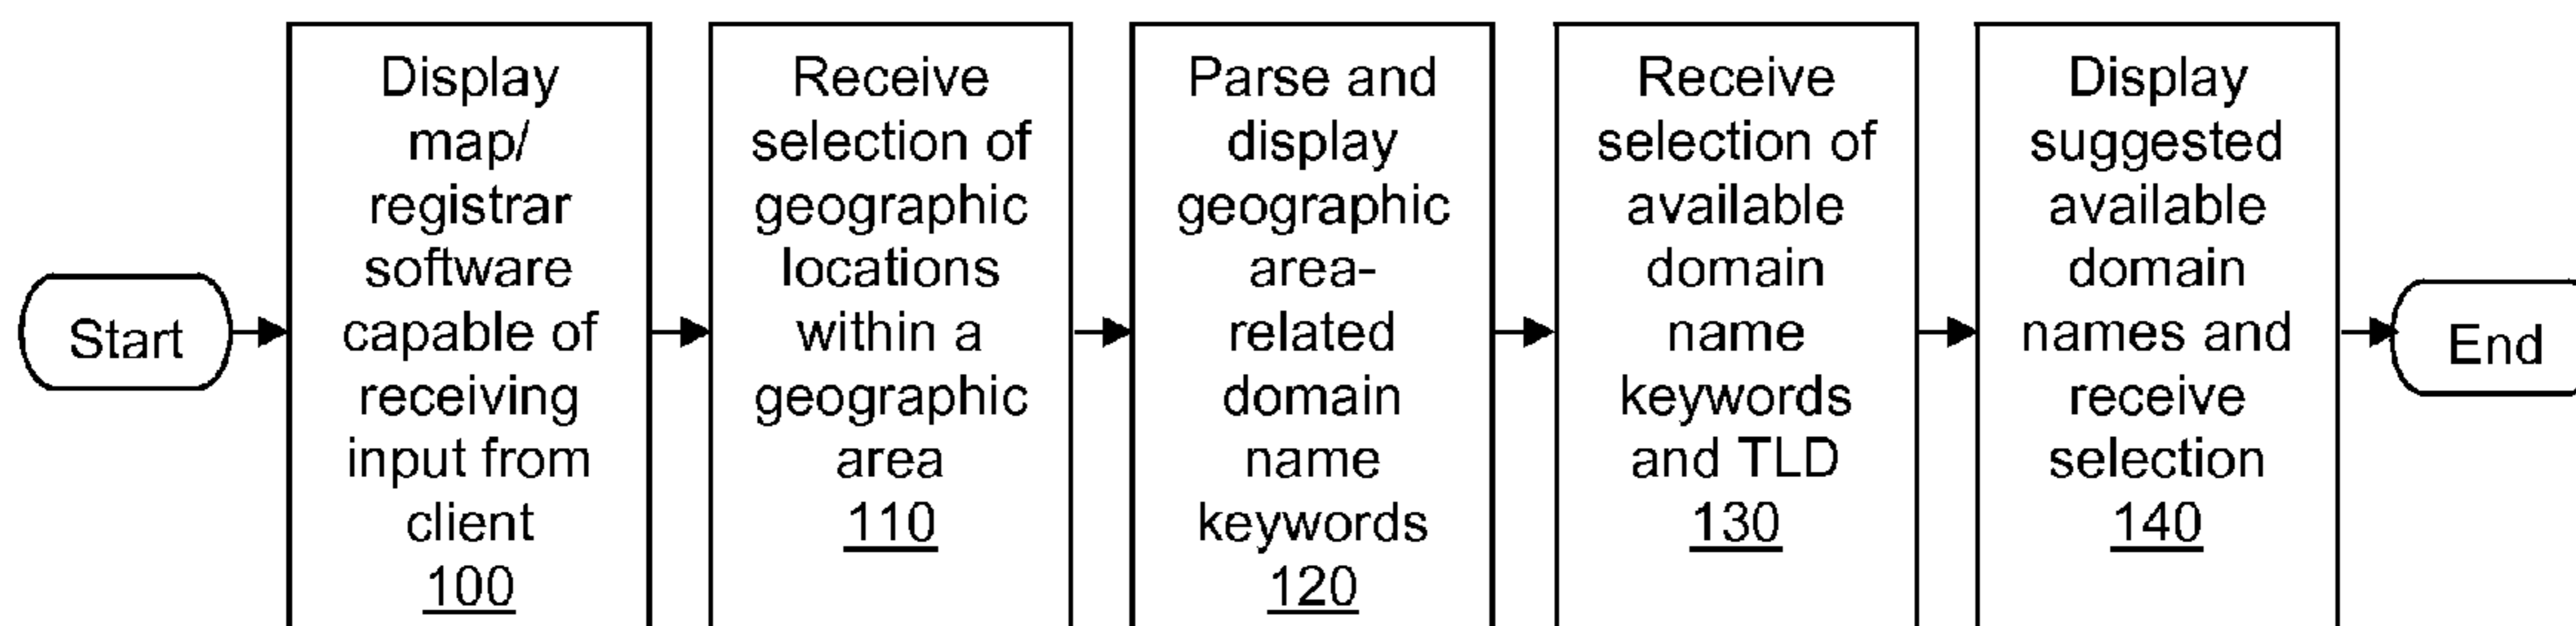 Start
Display
map/
registrar
software
capable of
receiving
input from
client
100
Receive
selection of
geographic
locations
within a
geographic
area
110
Parse and
display
geographic
area-
related
domain
name
keywords
120
Receive
selection of
available
domain
name
keywords
and TLD
130
Display
suggested
available
domain
names and
receive
selection
140
End